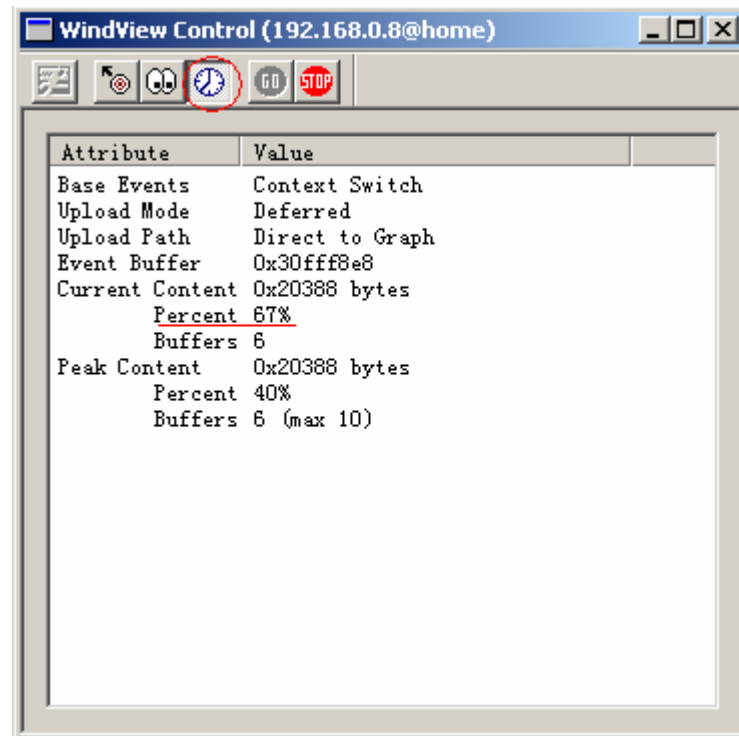 WindView Control (192.168.0.8@home)
GO STOP
Attribute Value
Base Events Context Switch
Upload Mode Deferred
Upload Path Direct to Graph
Event Buffer 0x30fff8e8
Current Content 0x20388 bytes
Percent 67%
Buffers 6
Peak Content 0x20388 bytes
Percent 40%
Buffers 6 (max 10)